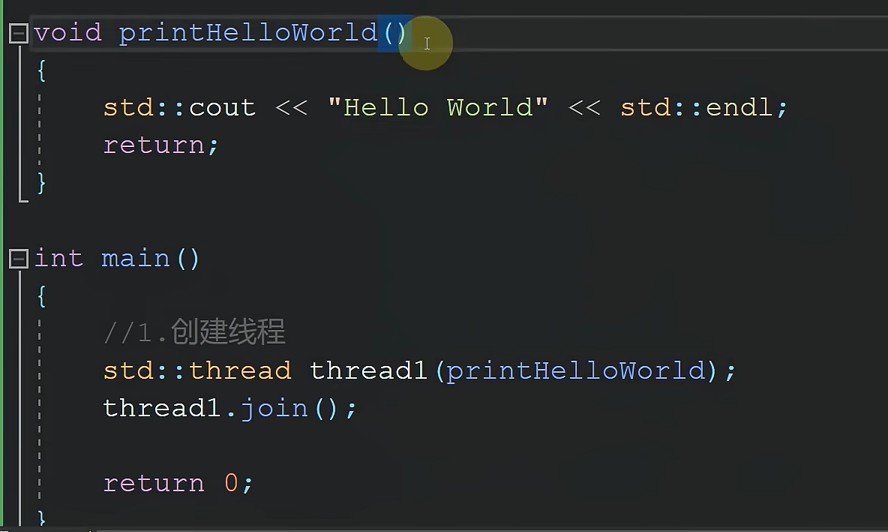 void printHelloWorld()
{
std::cout << "Hello World" << std::endl;
return;
}
int main()
{
//1.创建线程
std::thread thread1(printHelloWorld);
thread1.join();
return 0;
}